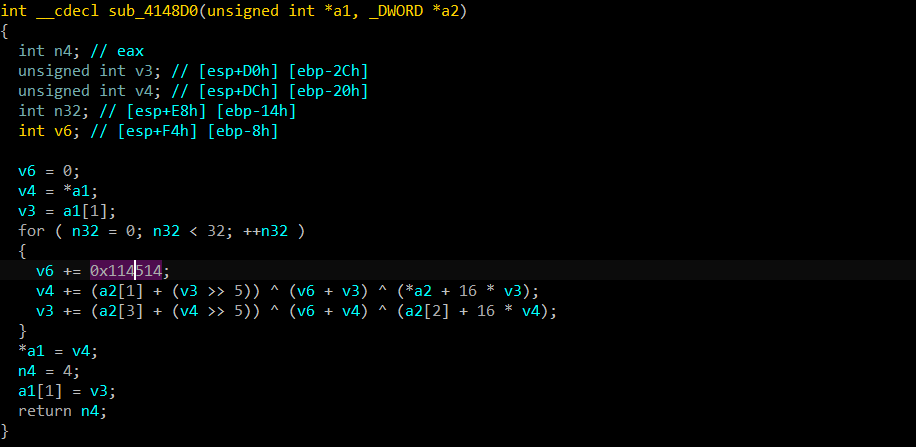 int __cdecl sub_4148D0(unsigned int *a1, _DWORD *a2)
{
  int n4; // eax
  unsigned int v3; // [esp+D0h] [ebp-2Ch]
  unsigned int v4; // [esp+DCh] [ebp-20h]
  int n32; // [esp+E8h] [ebp-14h]
  int v6; // [esp+F4h] [ebp-8h]

  v6 = 0;
  v4 = *a1;
  v3 = a1[1];
  for ( n32 = 0; n32 < 32; ++n32 )
  {
    v6 += 0x114514;
    v4 += (a2[1] + (v3 >> 5)) ^ (v6 + v3) ^ (*a2 + 16 * v3);
    v3 += (a2[3] + (v4 >> 5)) ^ (v6 + v4) ^ (a2[2] + 16 * v4);
  }
  *a1 = v4;
  n4 = 4;
  a1[1] = v3;
  return n4;
}